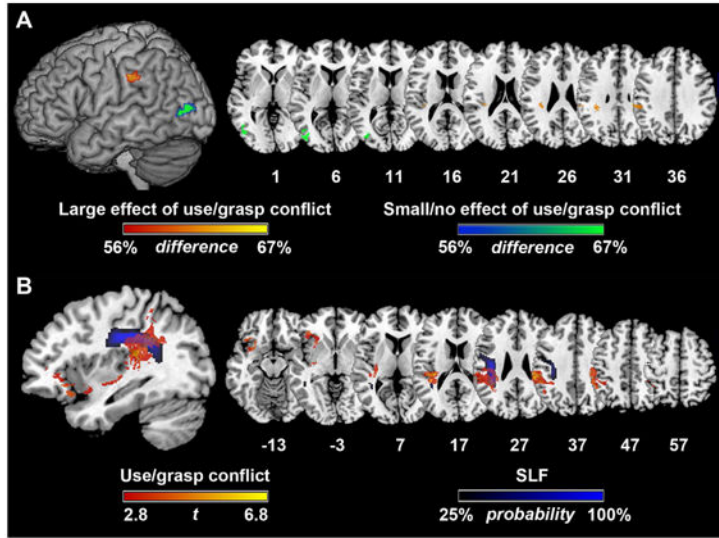 A
1 6 11 16 21 26 31 36
Large effect of use/grasp conflict Small/no effect of use/grasp conflict
56% difference 67% 56% difference 67%
B
-13 -3 7 17 27 37 47 57
Use/grasp conflict SLF
2.8 t 6.8 25% probability 100%